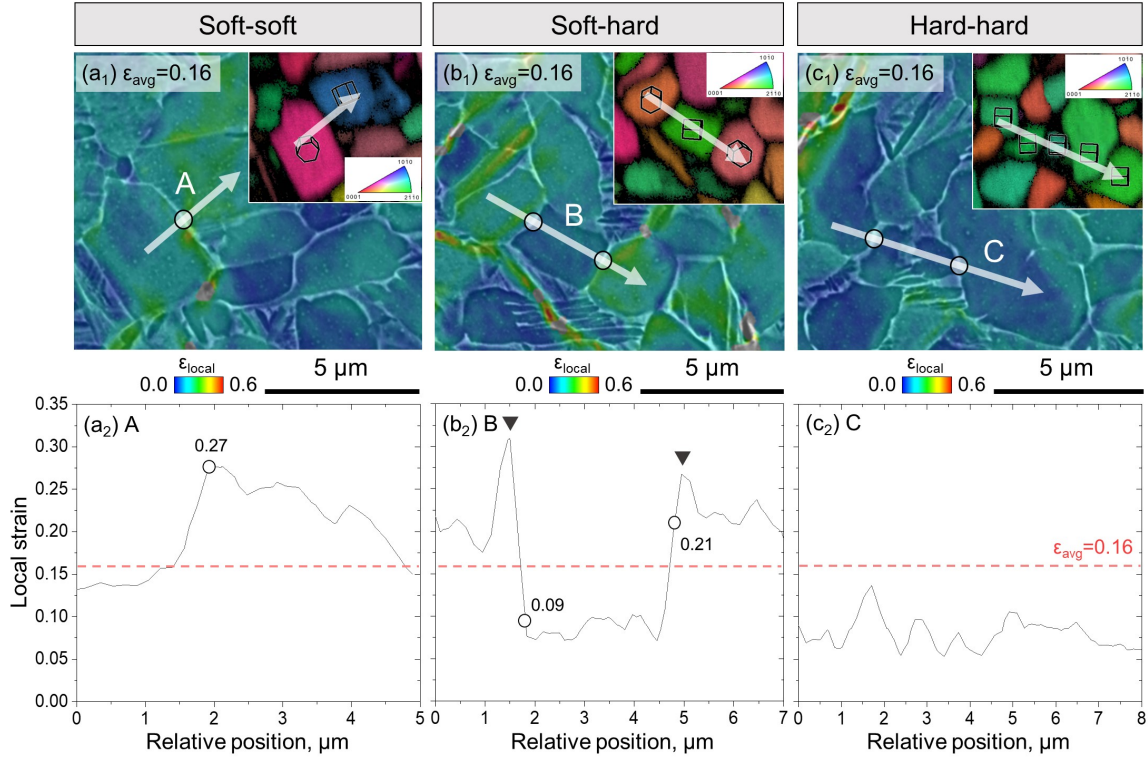 Soft-soft
Soft-hard
Hard-hard
(a1) εavg=0.16
1010
0001
2110
A
(b1) εavg=0.16
1010
0001
2110
B
(c1) εavg=0.16
1010
0001
2110
C
εlocal
0.0
0.6
5 μm
εlocal
0.0
0.6
5 μm
εlocal
0.0
0.6
5 μm
Local strain
0.35
0.30
0.25
0.20
0.15
0.10
0.05
0.00
(a2) A
0.27
0 1 2 3 4 5
Relative position, μm
(b2) B
0.09
0.21
0 1 2 3 4 5 6 7
Relative position, μm
(c2) C
εavg=0.16
0 1 2 3 4 5 6 7 8
Relative position, μm